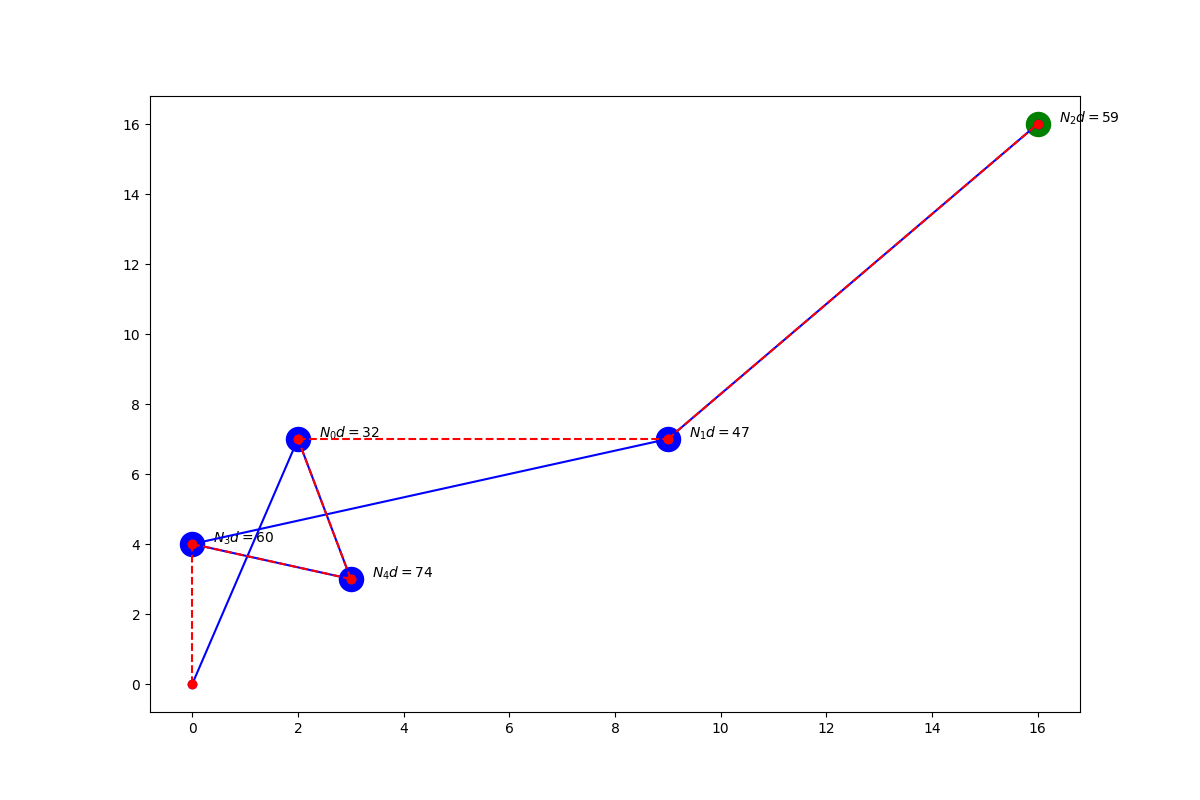 16
14
12
10
8
6
4
2
0
0 2 4 6 8 10 12 14 16
N₂d = 59
N₀d = 32
N₁d = 47
N₃d = 60
N₄d = 74